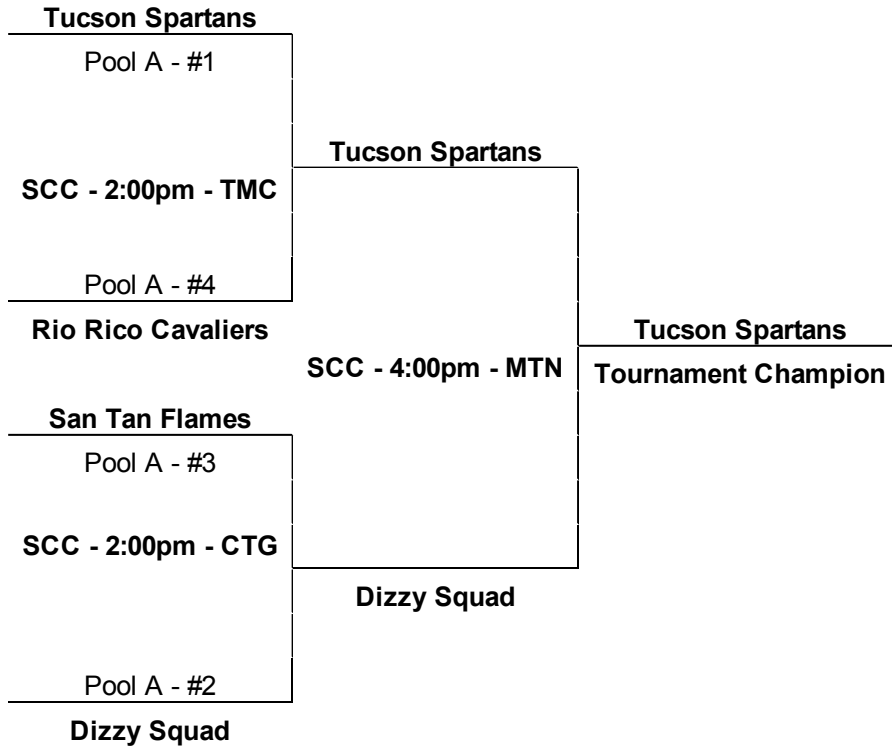 Tucson Spartans
Pool A - #1
Tucson Spartans
SCC - 2:00pm - TMC
Pool A - #4
Rio Rico Cavaliers
Tucson Spartans
SCC - 4:00pm - MTN
Tournament Champion
San Tan Flames
Pool A - #3
SCC - 2:00pm - CTG
Dizzy Squad
Pool A - #2
Dizzy Squad